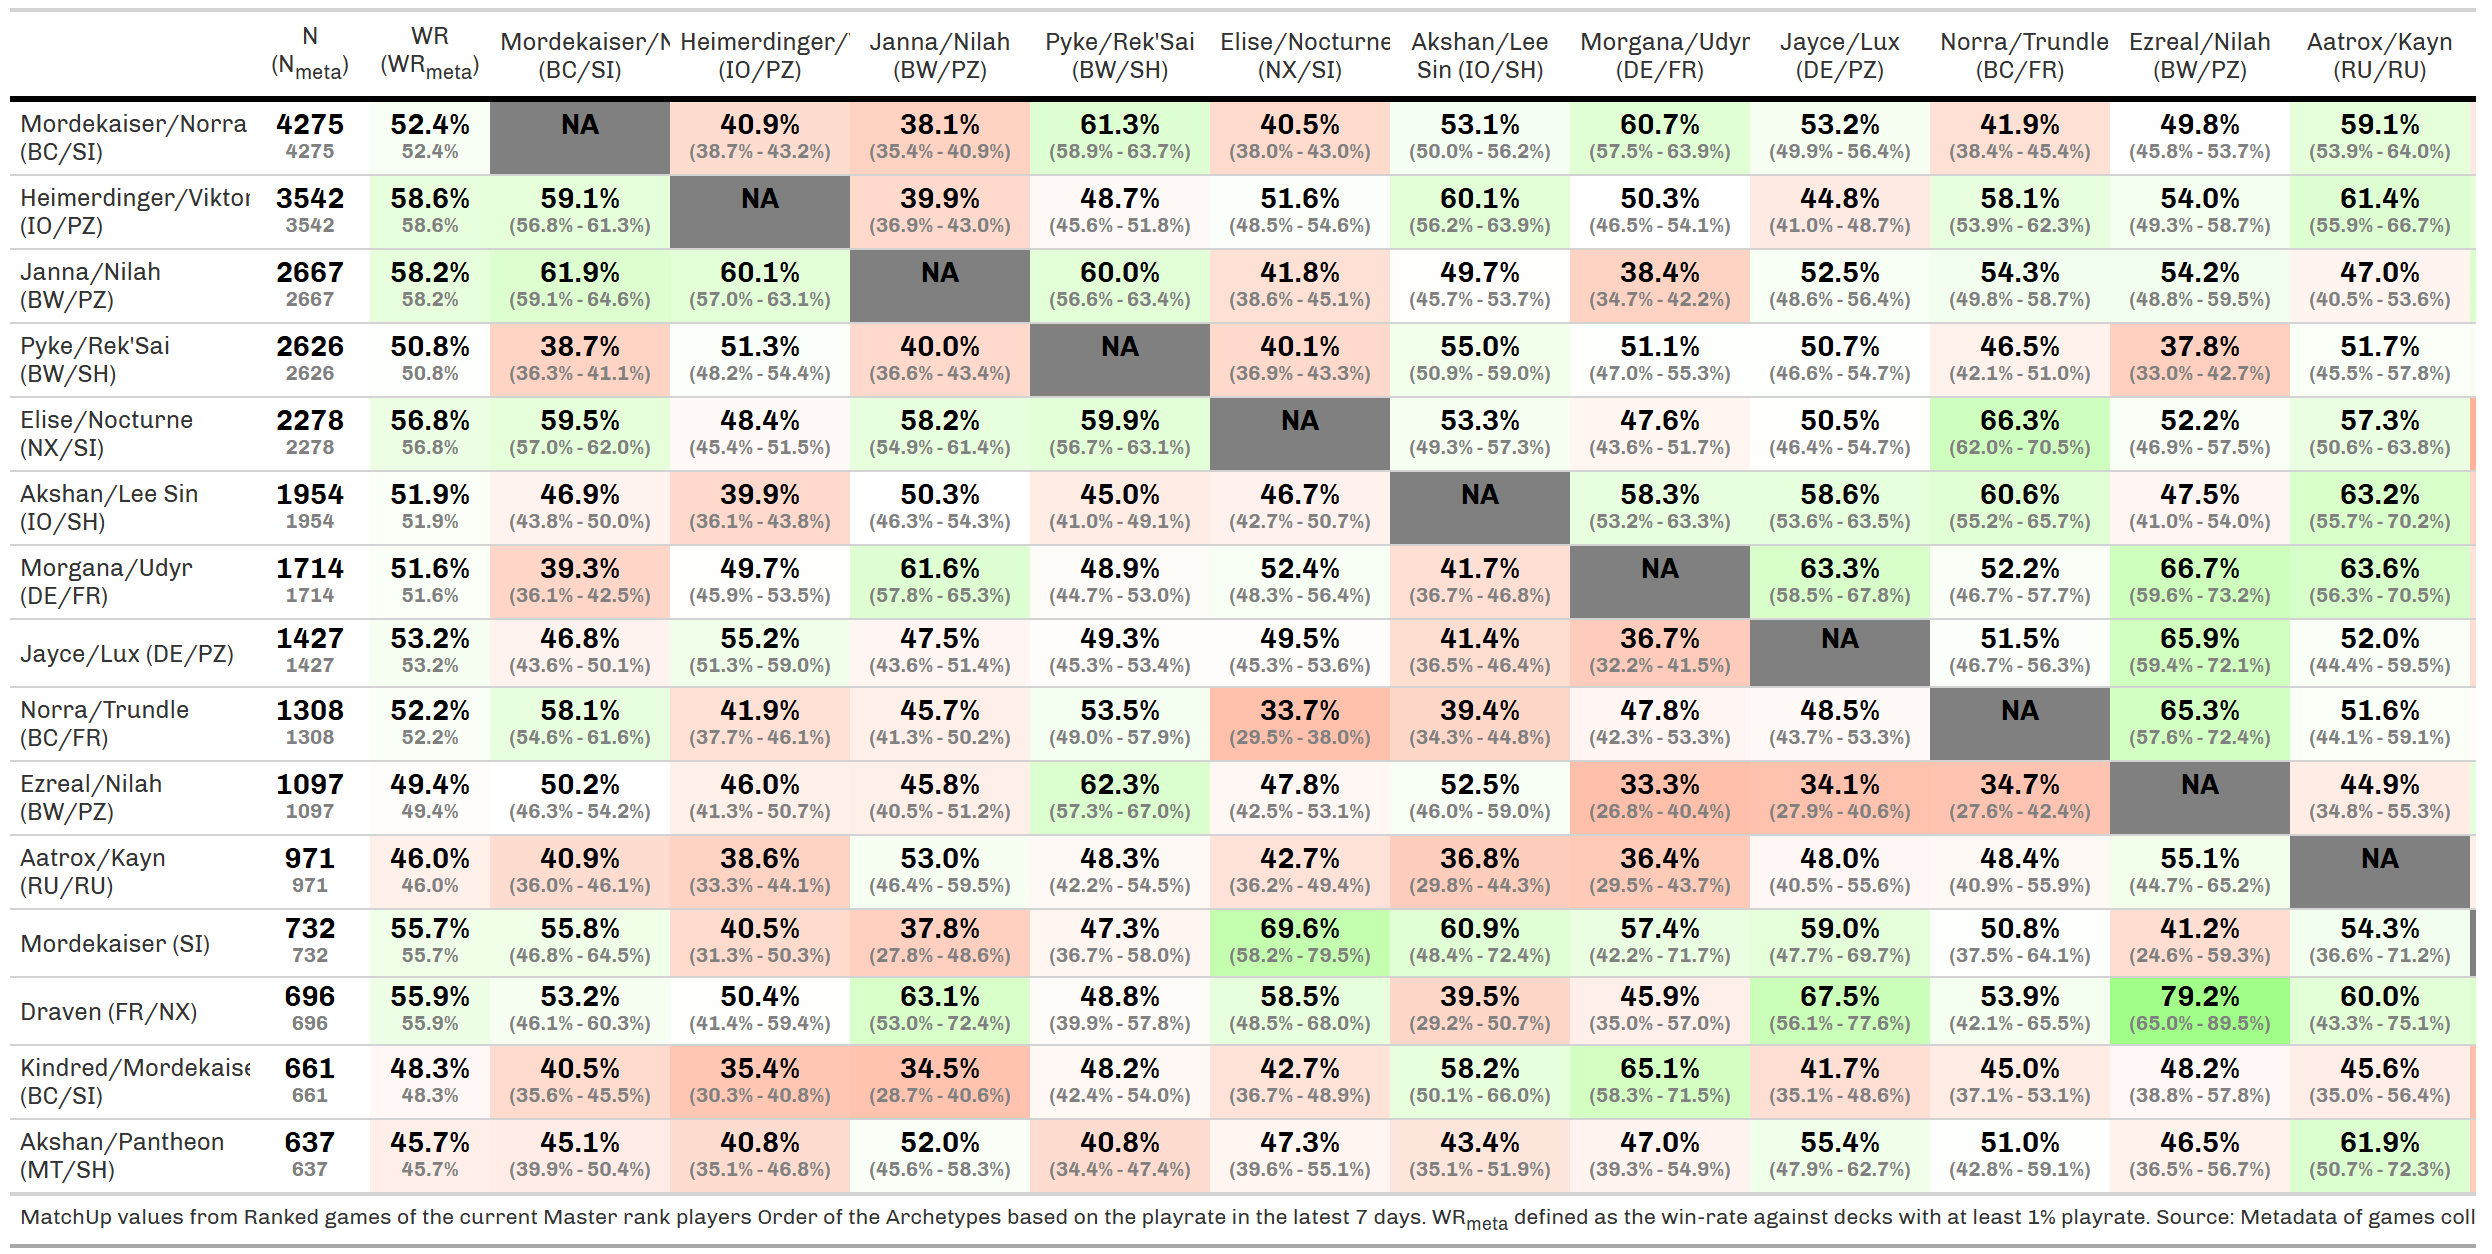 N WR Mordekaiser/N Heimerdinger/ Janna/Nilah Pyke/Rek'Sai Elise/Nocturne Akshan/Lee Morgana/Udyr Jayce/Lux Norra/Trundle Ezreal/Nilah Aatrox/Kayn
(Nmeta) (WRmeta) (BC/SI) (IO/PZ) (BW/PZ) (BW/SH) (NX/SI) Sin (IO/SH) (DE/FR) (DE/PZ) (BC/FR) (BW/PZ) (RU/RU)
Mordekaiser/Norra 4275 52.4% NA 40.9% 38.1% 61.3% 40.5% 53.1% 60.7% 53.2% 41.9% 49.8% 59.1%
(BC/SI) 4275 52.4% (38.7% - 43.2%) (35.4% - 40.9%) (58.9% - 63.7%) (38.0% - 43.0%) (50.0% - 56.2%) (57.5% - 63.9%) (49.9% - 56.4%) (38.4% - 45.4%) (45.8% - 53.7%) (53.9% - 64.0%)
Heimerdinger/Viktor 3542 58.6% 59.1% NA 39.9% 48.7% 51.6% 60.1% 50.3% 44.8% 58.1% 54.0% 61.4%
(IO/PZ) 3542 58.6% (56.8% - 61.3%) (36.9% - 43.0%) (45.6% - 51.8%) (48.5% - 54.6%) (56.2% - 63.9%) (46.5% - 54.1%) (41.0% - 48.7%) (53.9% - 62.3%) (49.3% - 58.7%) (55.9% - 66.7%)
Janna/Nilah 2667 58.2% 61.9% 60.1% NA 60.0% 41.8% 49.7% 38.4% 52.5% 54.3% 54.2% 47.0%
(BW/PZ) 2667 58.2% (59.1% - 64.6%) (57.0% - 63.1%) (56.6% - 63.4%) (38.6% - 45.1%) (45.7% - 53.7%) (34.7% - 42.2%) (48.6% - 56.4%) (49.8% - 58.7%) (48.8% - 59.5%) (40.5% - 53.6%)
Pyke/Rek'Sai 2626 50.8% 38.7% 51.3% 40.0% NA 40.1% 55.0% 51.1% 50.7% 46.5% 37.8% 51.7%
(BW/SH) 2626 50.8% (36.3% - 41.1%) (48.2% - 54.4%) (36.6% - 43.4%) (36.9% - 43.3%) (50.9% - 59.0%) (47.0% - 55.3%) (46.6% - 54.7%) (42.1% - 51.0%) (33.0% - 42.7%) (45.5% - 57.8%)
Elise/Nocturne 2278 56.8% 59.5% 48.4% 58.2% 59.9% NA 53.3% 47.6% 50.5% 66.3% 52.2% 57.3%
(NX/SI) 2278 56.8% (57.0% - 62.0%) (45.4% - 51.5%) (54.9% - 61.4%) (56.7% - 63.1%) (49.3% - 57.3%) (43.6% - 51.7%) (46.4% - 54.7%) (62.0% - 70.5%) (46.9% - 57.5%) (50.6% - 63.8%)
Akshan/Lee Sin 1954 51.9% 46.9% 39.9% 50.3% 45.0% 46.7% NA 58.3% 58.6% 60.6% 47.5% 63.2%
(IO/SH) 1954 51.9% (43.8% - 50.0%) (36.1% - 43.8%) (46.3% - 54.3%) (41.0% - 49.1%) (42.7% - 50.7%) (53.2% - 63.3%) (53.6% - 63.5%) (55.2% - 65.7%) (41.0% - 54.0%) (55.7% - 70.2%)
Morgana/Udyr 1714 51.6% 39.3% 49.7% 61.6% 48.9% 52.4% 41.7% NA 63.3% 52.2% 66.7% 63.6%
(DE/FR) 1714 51.6% (36.1% - 42.5%) (45.9% - 53.5%) (57.8% - 65.3%) (44.7% - 53.0%) (48.3% - 56.4%) (36.7% - 46.8%) (58.5% - 67.8%) (46.7% - 57.7%) (59.6% - 73.2%) (56.3% - 70.5%)
Jayce/Lux (DE/PZ) 1427 53.2% 46.8% 55.2% 47.5% 49.3% 49.5% 41.4% 36.7% NA 51.5% 65.9% 52.0%
1427 53.2% (43.6% - 50.1%) (51.3% - 59.0%) (43.6% - 51.4%) (45.3% - 53.4%) (45.3% - 53.6%) (36.5% - 46.4%) (32.2% - 41.5%) (46.7% - 56.3%) (59.4% - 72.1%) (44.4% - 59.5%)
Norra/Trundle 1308 52.2% 58.1% 41.9% 45.7% 53.5% 33.7% 39.4% 47.8% 48.5% NA 65.3% 51.6%
(BC/FR) 1308 52.2% (54.6% - 61.6%) (37.7% - 46.1%) (41.3% - 50.2%) (49.0% - 57.9%) (29.5% - 38.0%) (34.3% - 44.8%) (42.3% - 53.3%) (43.7% - 53.3%) (57.6% - 72.4%) (44.1% - 59.1%)
Ezreal/Nilah 1097 49.4% 50.2% 46.0% 45.8% 62.3% 47.8% 52.5% 33.3% 34.1% 34.7% NA 44.9%
(BW/PZ) 1097 49.4% (46.3% - 54.2%) (41.3% - 50.7%) (40.5% - 51.2%) (57.3% - 67.0%) (42.5% - 53.1%) (46.0% - 59.0%) (26.8% - 40.4%) (27.9% - 40.6%) (27.6% - 42.4%) (34.8% - 55.3%)
Aatrox/Kayn 971 46.0% 40.9% 38.6% 53.0% 48.3% 42.7% 36.8% 36.4% 48.0% 48.4% 55.1% NA
(RU/RU) 971 46.0% (36.0% - 46.1%) (33.3% - 44.1%) (46.4% - 59.5%) (42.2% - 54.5%) (36.2% - 49.4%) (29.8% - 44.3%) (29.5% - 43.7%) (40.5% - 55.6%) (40.9% - 55.9%) (44.7% - 65.2%)
Mordekaiser (SI) 732 55.7% 55.8% 40.5% 37.8% 47.3% 69.6% 60.9% 57.4% 59.0% 50.8% 41.2% 54.3%
732 55.7% (46.8% - 64.5%) (31.3% - 50.3%) (27.8% - 48.6%) (36.7% - 58.0%) (58.2% - 79.5%) (48.4% - 72.4%) (42.2% - 71.7%) (47.7% - 69.7%) (37.5% - 64.1%) (24.6% - 59.3%) (36.6% - 71.2%)
Draven (FR/NX) 696 55.9% 53.2% 50.4% 63.1% 48.8% 58.5% 39.5% 45.9% 67.5% 53.9% 79.2% 60.0%
696 55.9% (46.1% - 60.3%) (41.4% - 59.4%) (53.0% - 72.4%) (39.9% - 57.8%) (48.5% - 68.0%) (29.2% - 50.7%) (35.0% - 57.0%) (56.1% - 77.6%) (42.1% - 65.5%) (65.0% - 89.5%) (43.3% - 75.1%)
Kindred/Mordekaise 661 48.3% 40.5% 35.4% 34.5% 48.2% 42.7% 58.2% 65.1% 41.7% 45.0% 48.2% 45.6%
(BC/SI) 661 48.3% (35.6% - 45.5%) (30.3% - 40.8%) (28.7% - 40.6%) (42.4% - 54.0%) (36.7% - 48.9%) (50.1% - 66.0%) (58.3% - 71.5%) (35.1% - 48.6%) (37.1% - 53.1%) (38.8% - 57.8%) (35.0% - 56.4%)
Akshan/Pantheon 637 45.7% 45.1% 40.8% 52.0% 40.8% 47.3% 43.4% 47.0% 55.4% 51.0% 46.5% 61.9%
(MT/SH) 637 45.7% (39.9% - 50.4%) (35.1% - 46.8%) (45.6% - 58.3%) (34.4% - 47.4%) (39.6% - 55.1%) (35.1% - 51.9%) (39.3% - 54.9%) (47.9% - 62.7%) (42.8% - 59.1%) (36.5% - 56.7%) (50.7% - 72.3%)
MatchUp values from Ranked games of the current Master rank players Order of the Archetypes based on the playrate in the latest 7 days. WRmeta defined as the win-rate against decks with at least 1% playrate. Source: Metadata of games coll